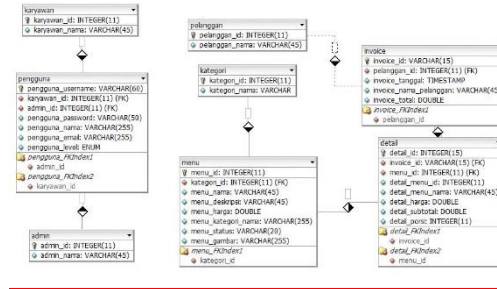 karyawan
karyawan_id: INTEGER(11)
karyawan_nama: VARCHAR(45)
pengguna
pengguna_username: VARCHAR(60)
karyawan_id: INTEGER(11) (FK)
admin_id: INTEGER(11) (FK)
pengguna_password: VARCHAR(50)
pengguna_nama: VARCHAR(255)
pengguna_email: VARCHAR(255)
pengguna_level: ENUM
pengguna_FKIndex1
admin_id
pengguna_FKIndex2
karyawan_id
admin
admin_id: INTEGER(11)
admin_nama: VARCHAR(45)
pelanggan
pelanggan_id: INTEGER(11)
pelanggan_nama: VARCHAR(45)
kategori
kategori_id: INTEGER(11)
kategori_nama: VARCHAR
menu
menu_id: INTEGER(11)
kategori_id: INTEGER(11) (FK)
menu_nama: VARCHAR(45)
menu_deskripsi: VARCHAR(45)
menu_harga: DOUBLE
menu_kategori_nama: VARCHAR(255)
menu_status: VARCHAR(20)
menu_gambar: VARCHAR(255)
menu_FKIndex1
kategori_id
invoice
invoice_id: VARCHAR(15)
pelanggan_id: INTEGER(11) (FK)
invoice_tanggal: TIMESTAMP
invoice_nama_pelanggan: VARCHAR(45)
invoice_total: DOUBLE
invoice_FKIndex1
pelanggan_id
detail
detail_id: INTEGER(15)
invoice_id: VARCHAR(15) (FK)
menu_id: INTEGER(11) (FK)
detail_menu_id: INTEGER(11)
detail_menu_nama: VARCHAR(45)
detail_harga: DOUBLE
detail_subtotal: DOUBLE
detail_porsi: INTEGER(11)
detail_FKIndex1
invoice_id
detail_FKIndex2
menu_id